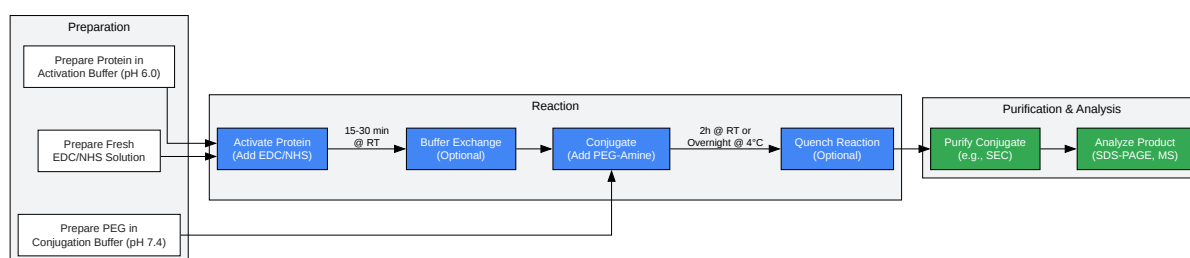 Preparation
Prepare Protein in
Activation Buffer (pH 6.0)
Prepare Fresh
EDC/NHS Solution
Prepare PEG in
Conjugation Buffer (pH 7.4)
Reaction
Activate Protein
(Add EDC/NHS)
15-30 min
@ RT
Buffer Exchange
(Optional)
Conjugate
(Add PEG-Amine)
2h @ RT or
Overnight @ 4°C
Quench Reaction
(Optional)
Purification & Analysis
Purify Conjugate
(e.g., SEC)
Analyze Product
(SDS-PAGE, MS)